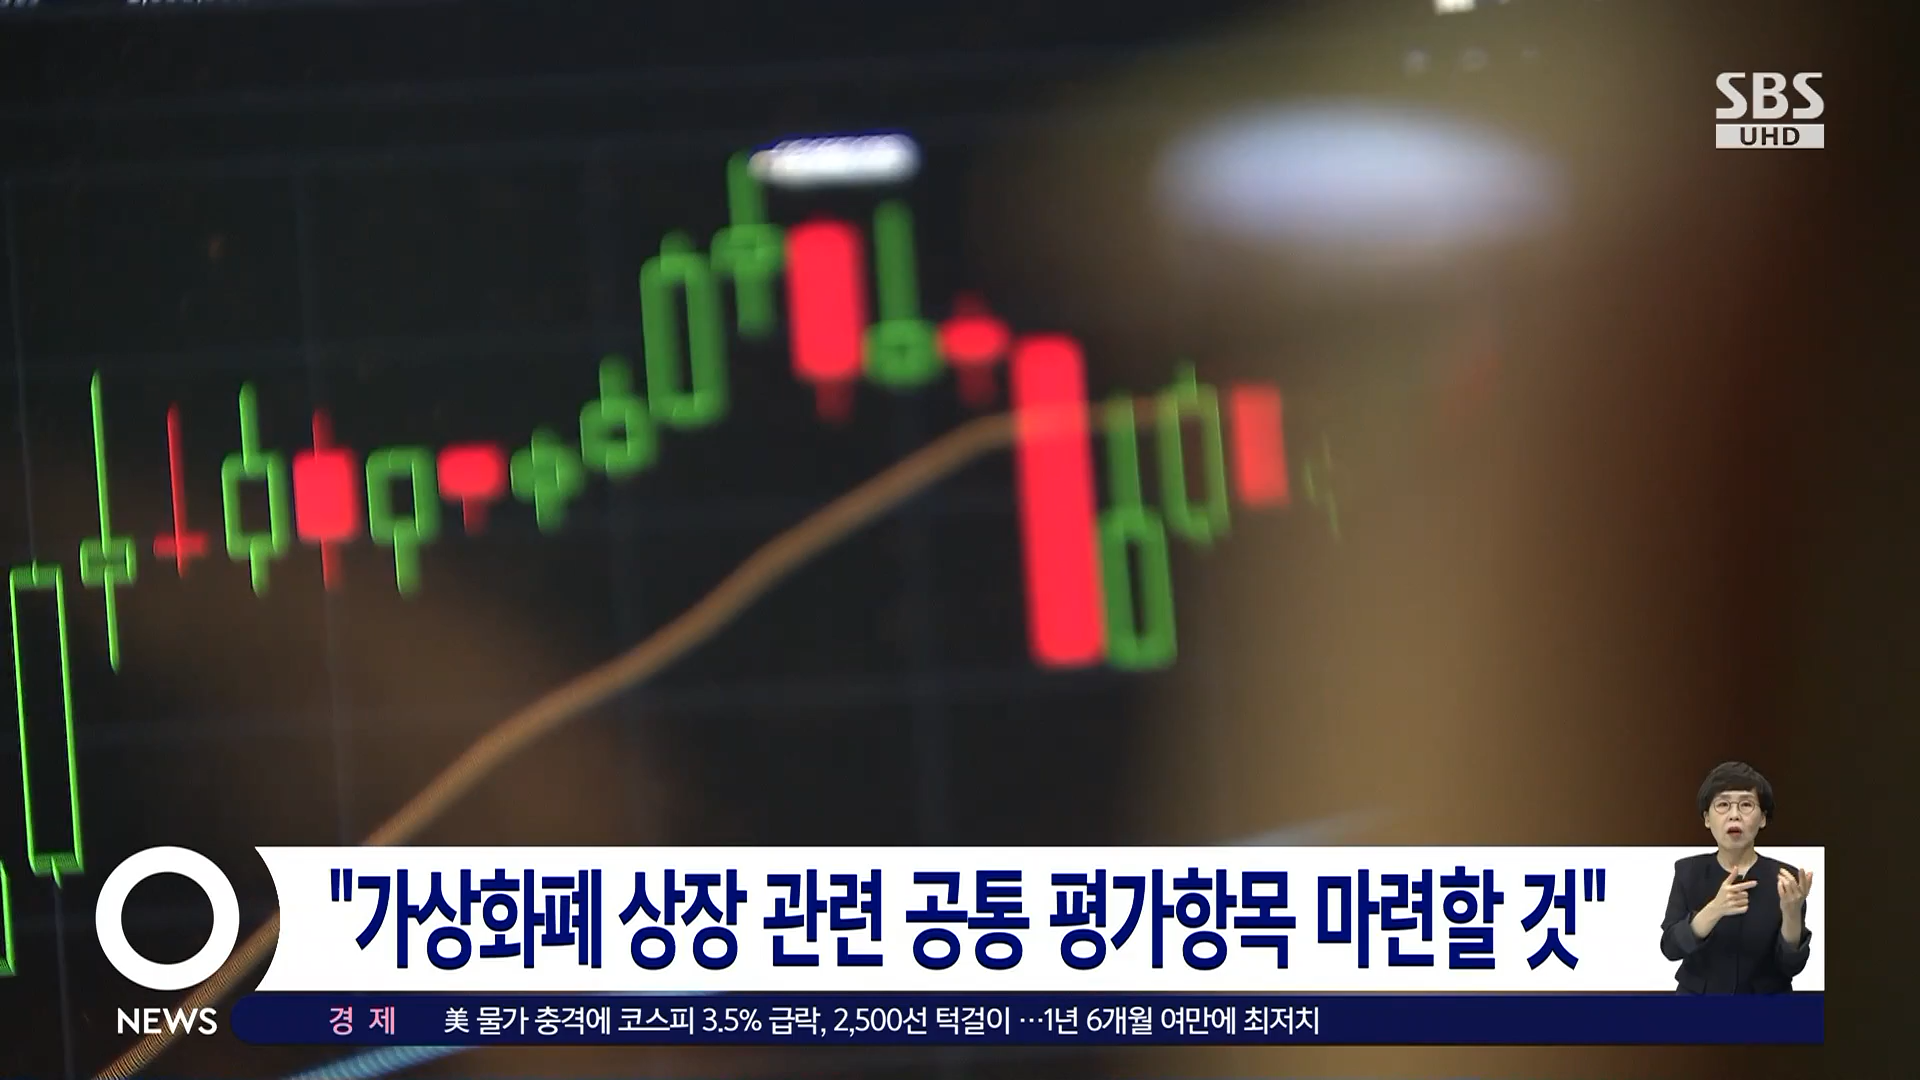 SBS
UHD
"가상화폐 상장 관련 공통 평가항목 마련할 것"
NEWS
경 제 美 물가 충격에 코스피 3.5% 급락, 2,500선 턱걸이 …1년 6개월 여만에 최저치